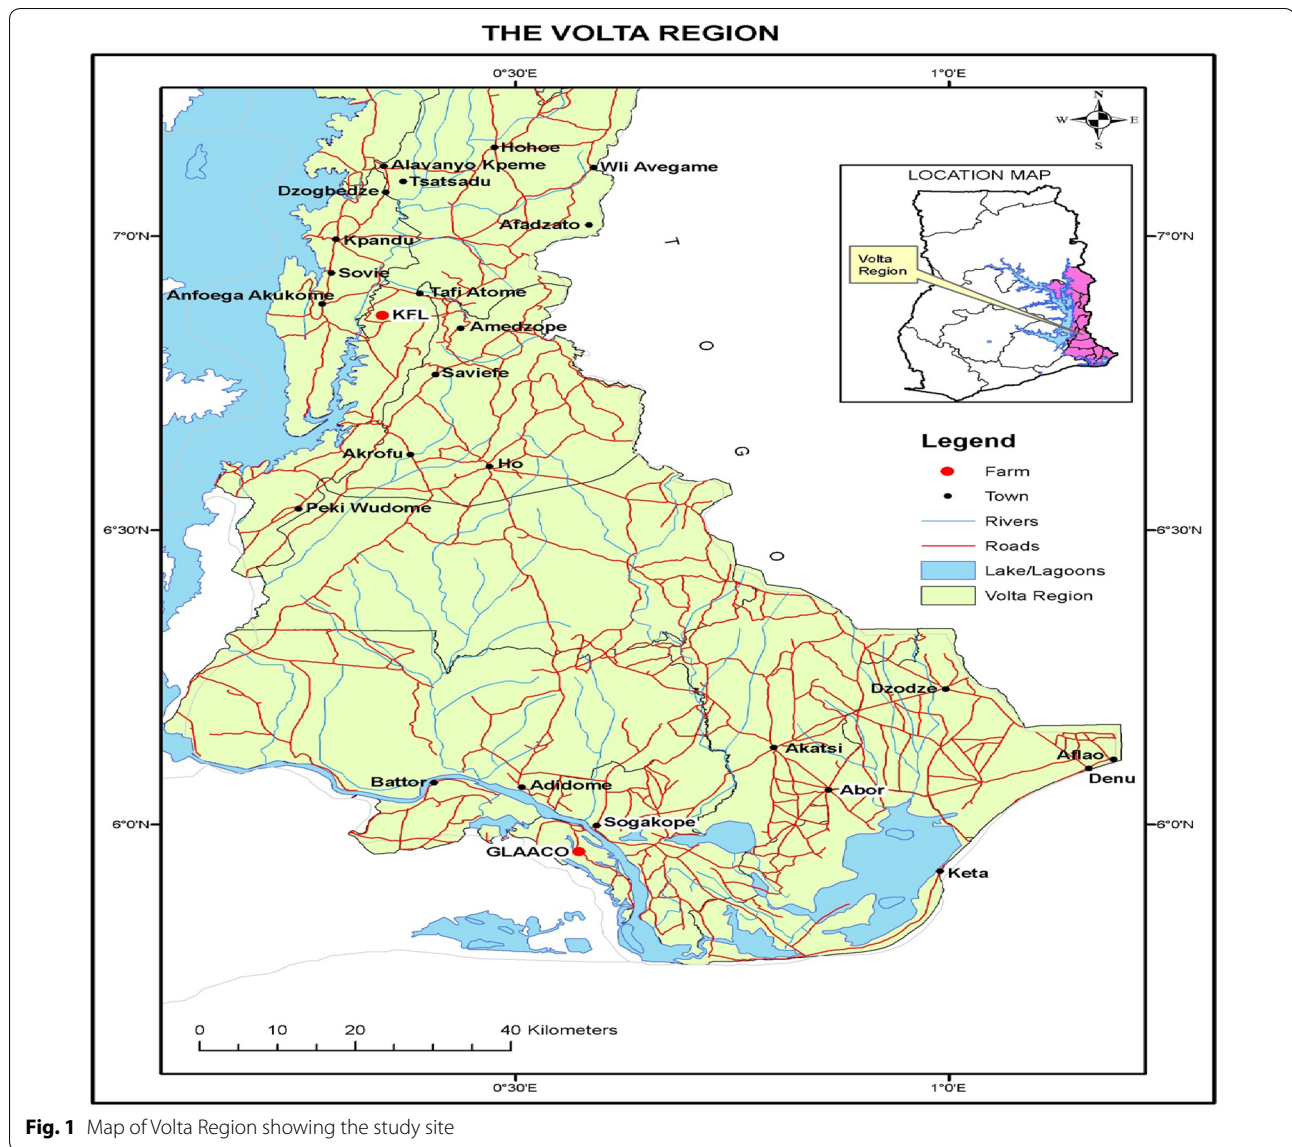 THE VOLTA REGION
0°30'E
1°0'E
N
W
E
S
LOCATION MAP
Volta
Region
Hohoe
Alavanyo Kpeme
Wli Avegame
Tsatsadu
Dzogbedze
Afadzato
7°0'N
Kpandu
7°0'N
T
Sovie
Anfoega Akukome
Tafi Atome
KFL
Amedzope
O
Saviefe
Akrofu
Ho
G
Peki Wudome
6°30'N
6°30'N
O
Legend
Farm
Town
Rivers
Roads
Lake/Lagoons
Volta Region
Dzodze
Akatsi
Aflao
Denu
Battor
Adidome
Abor
6°0'N
Sogakope'
6°0'N
GLAACO
Keta
0 10 20 40 Kilometers
0°30'E
1°0'E
Fig. 1 Map of Volta Region showing the study site